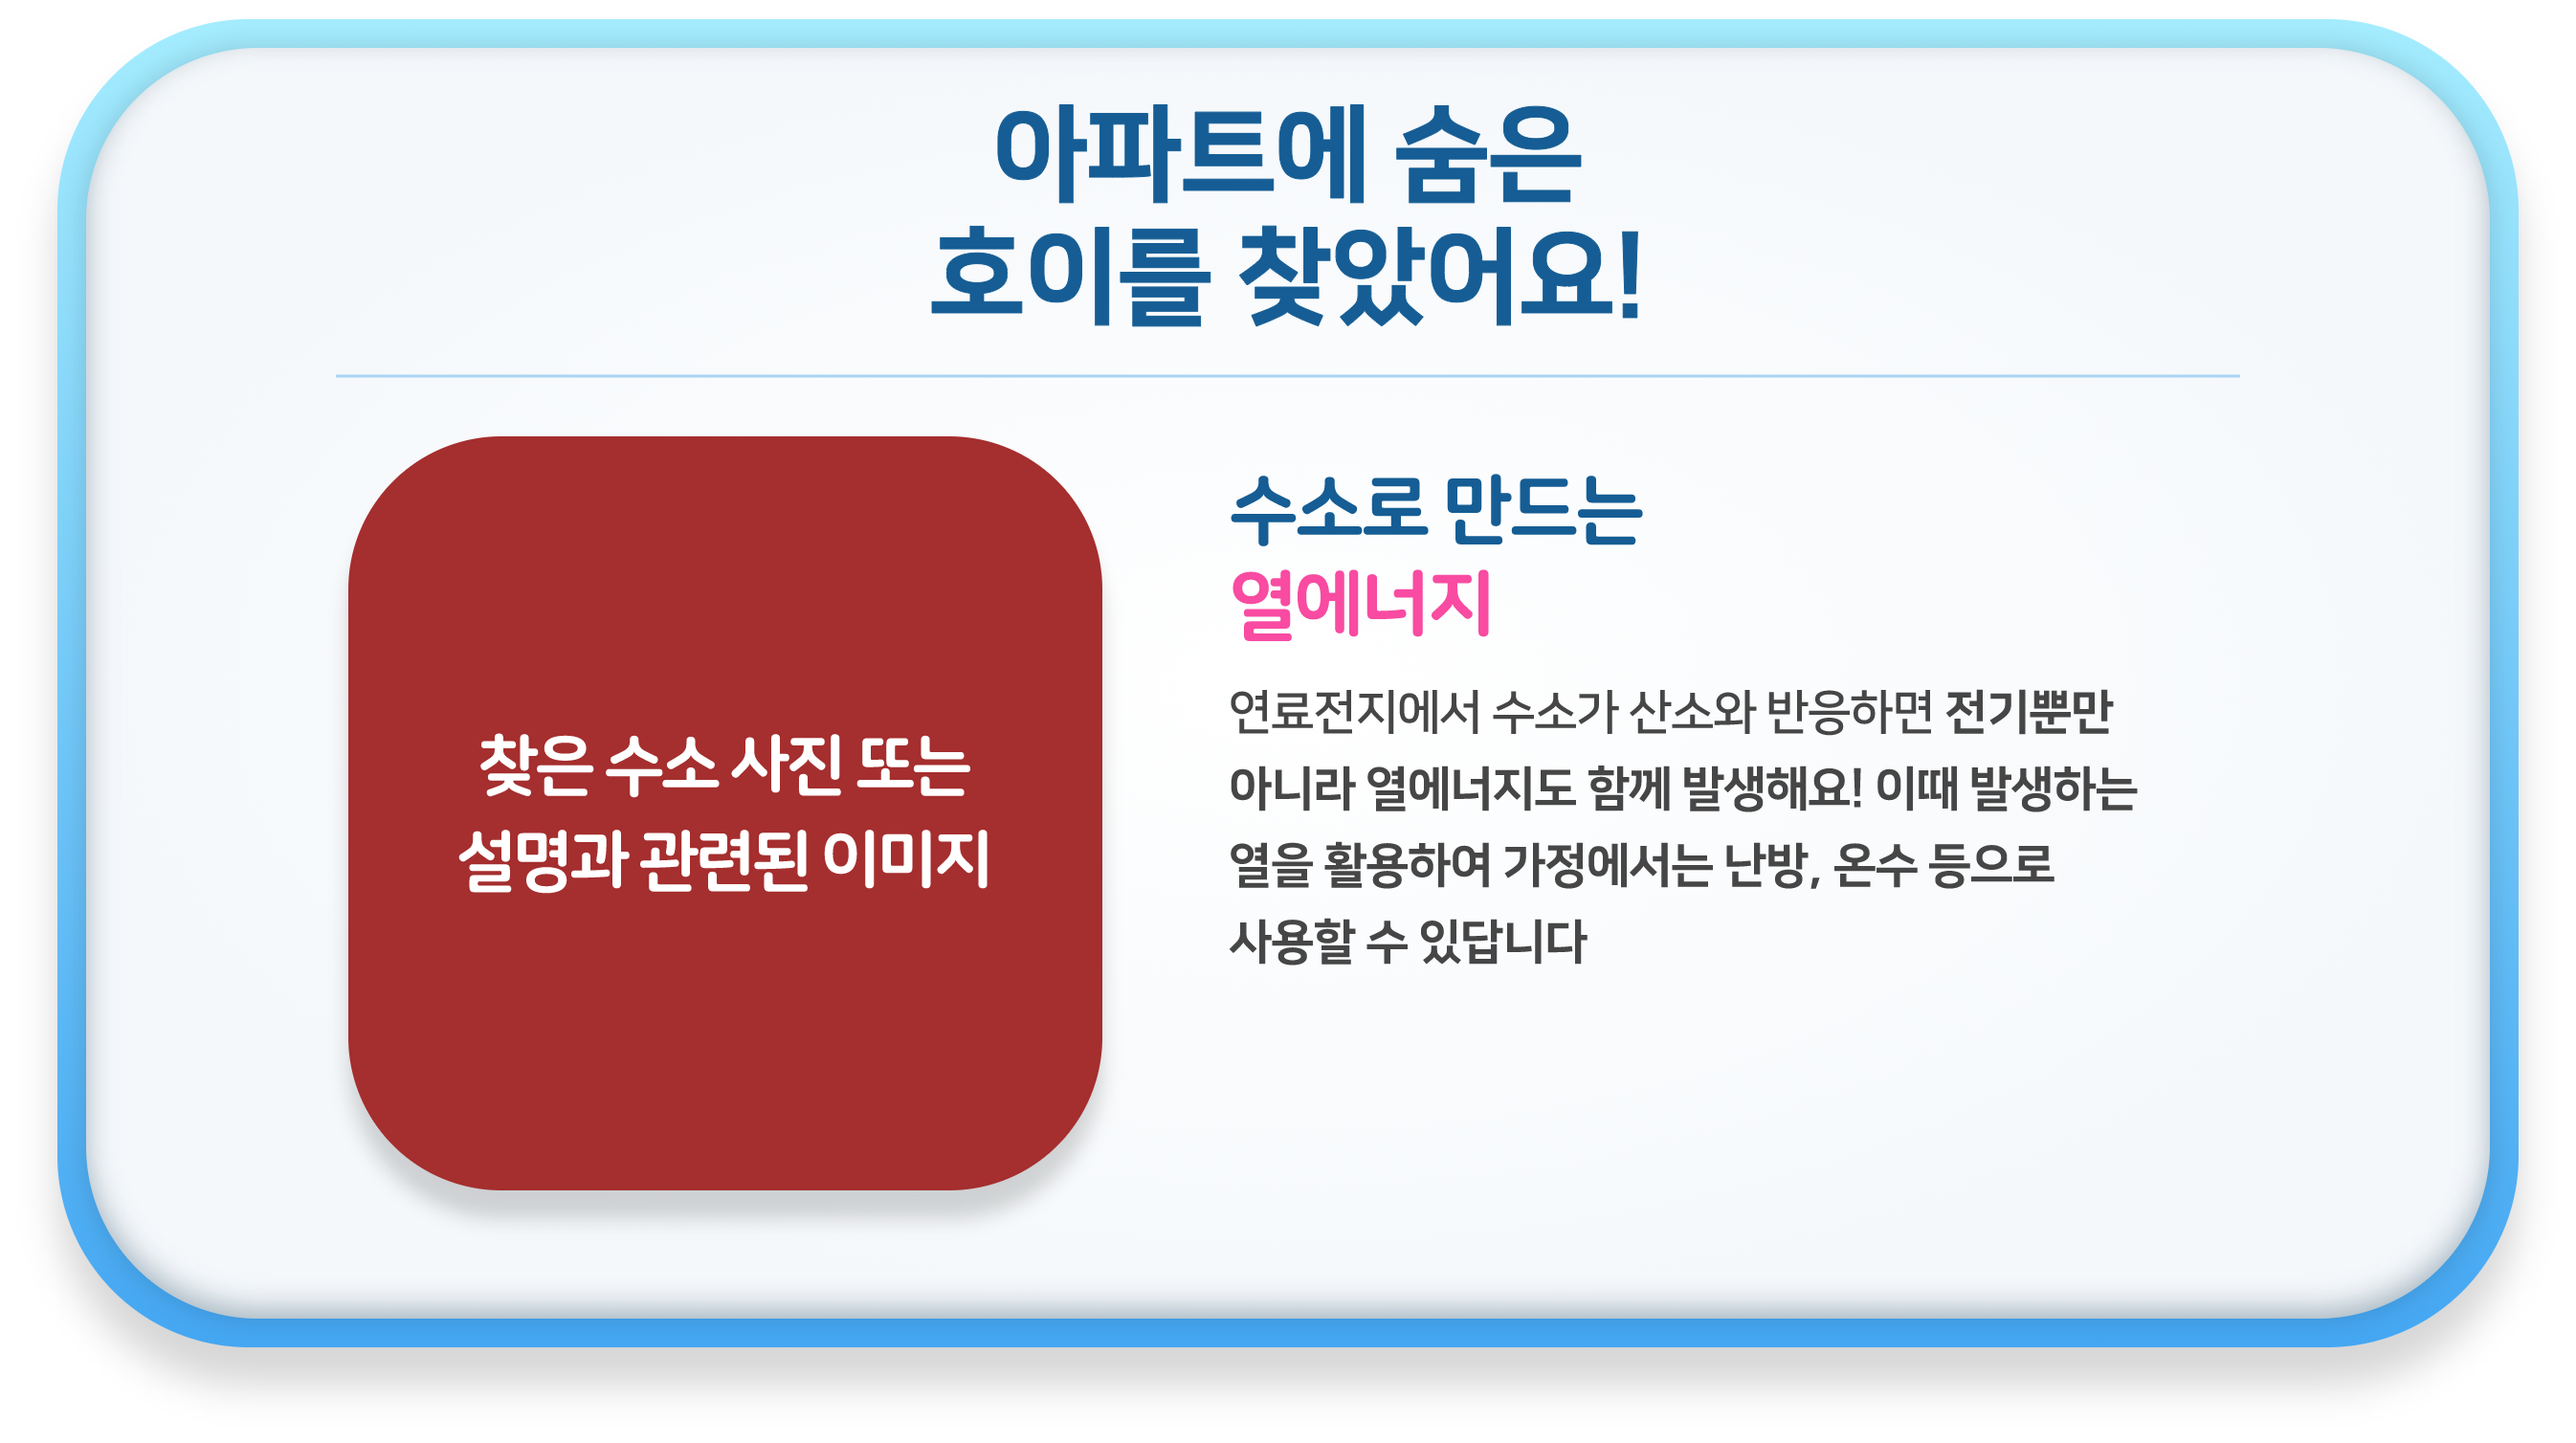 아파트에 숨은
호이를 찾았어요!
찾은 수소 사진 또는
설명과 관련된 이미지
수소로 만드는
열에너지
연료전지에서 수소가 산소와 반응하면 전기뿐만
아니라 열에너지도 함께 발생해요! 이때 발생하는
열을 활용하여 가정에서는 난방, 온수 등으로
사용할 수 있답니다